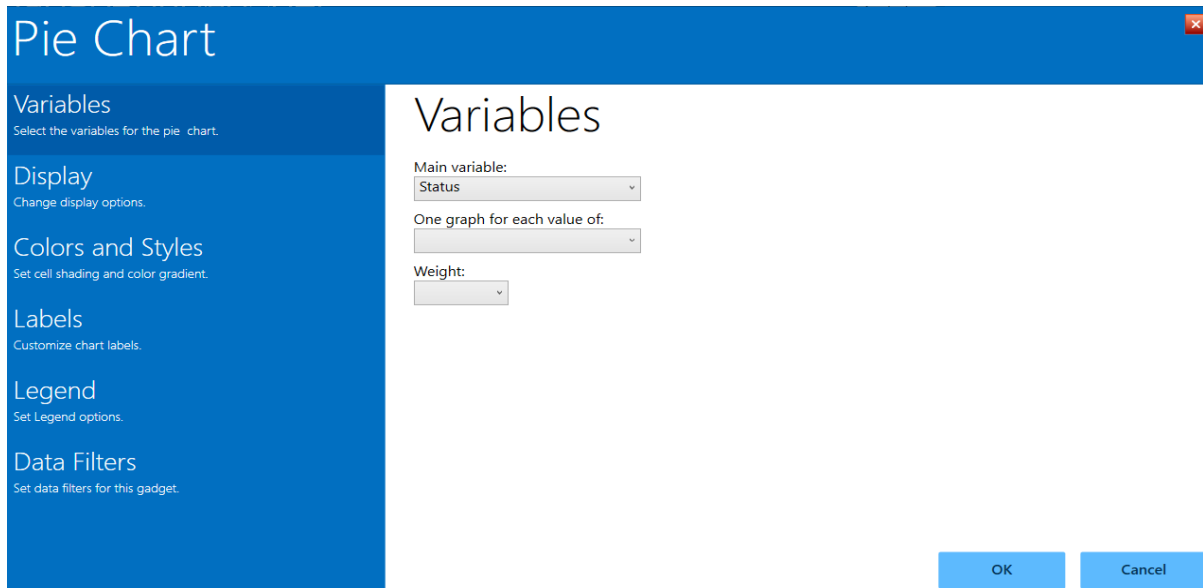 Pie Chart
Variables
Select the variables for the pie chart.
Display
Change display options.
Colors and Styles
Set cell shading and color gradient.
Labels
Customize chart labels.
Legend
Set Legend options.
Data Filters
Set data filters for this gadget.
Variables
Main variable:
Status
One graph for each value of:
Weight:
OK
Cancel